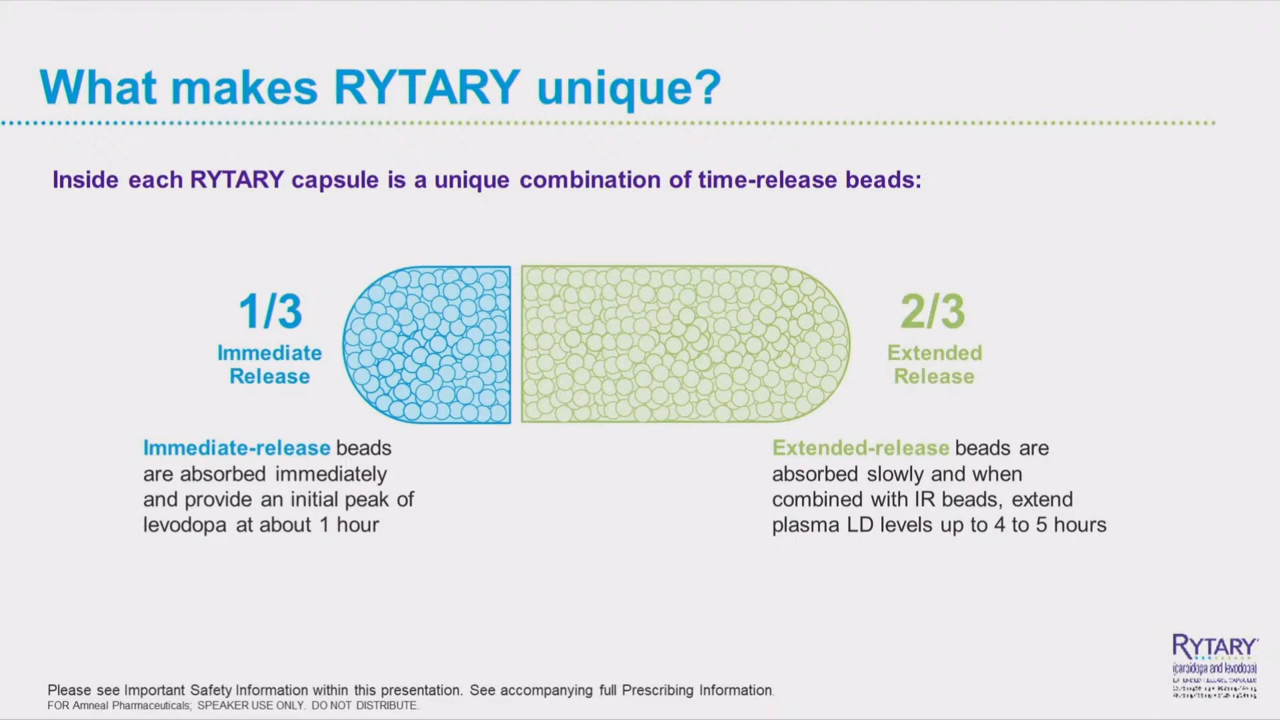 What makes RYTARY unique?
Inside each RYTARY capsule is a unique combination of time-release beads:
1/3
Immediate
Release
2/3
Extended
Release
Immediate-release beads
are absorbed immediately
and provide an initial peak of
levodopa at about 1 hour
Extended-release beads are
absorbed slowly and when
combined with IR beads, extend
plasma LD levels up to 4 to 5 hours
RYTARY
(carbidopa and levodopa)
Please see Important Safety Information within this presentation. See accompanying full Prescribing Information.
FOR Amneal Pharmaceuticals; SPEAKER USE ONLY. DO NOT DISTRIBUTE.